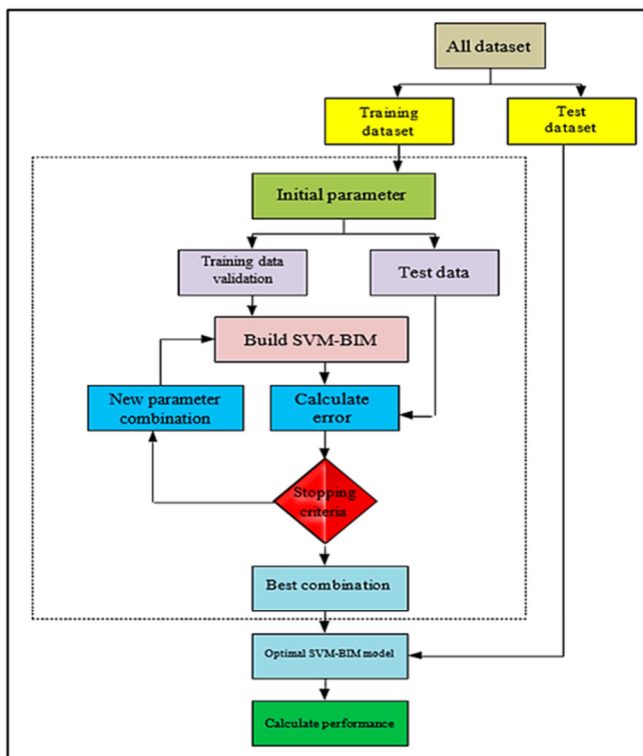 All dataset
Training
dataset
Test
dataset
Initial parameter
Training data
validation
Test data
Build SVM-BIM
New parameter
combination
Calculate
error
Stopping
criteria
Best combination
Optimal SVM-BIM model
Calculate performance